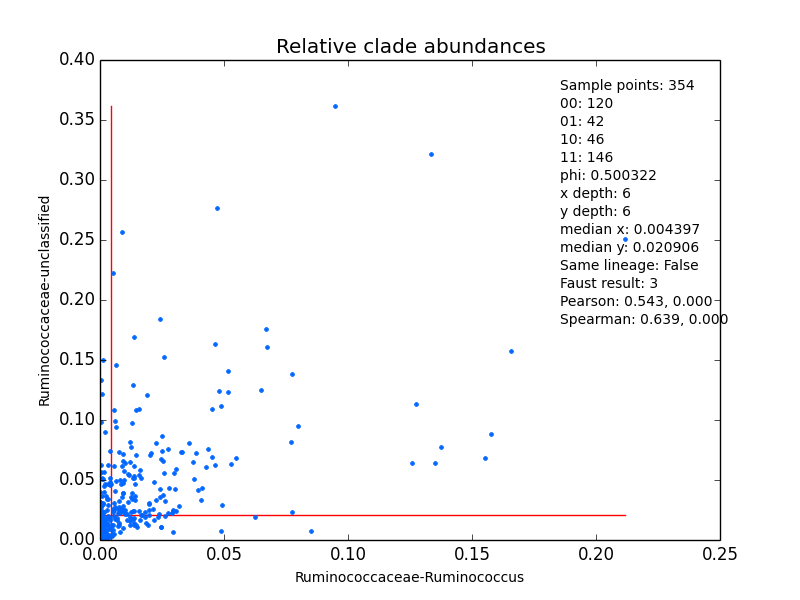 Relative clade abundances
Sample points: 354
00: 120
01: 42
10: 46
11: 146
phi: 0.500322
x depth: 6
y depth: 6
median x: 0.004397
median y: 0.020906
Same lineage: False
Faust result: 3
Pearson: 0.543, 0.000
Spearman: 0.639, 0.000
0.40
0.35
0.30
0.25
0.20
0.15
0.10
0.05
0.00
Ruminococcaceae-unclassified
0.00 0.05 0.10 0.15 0.20 0.25
Ruminococcaceae-Ruminococcus